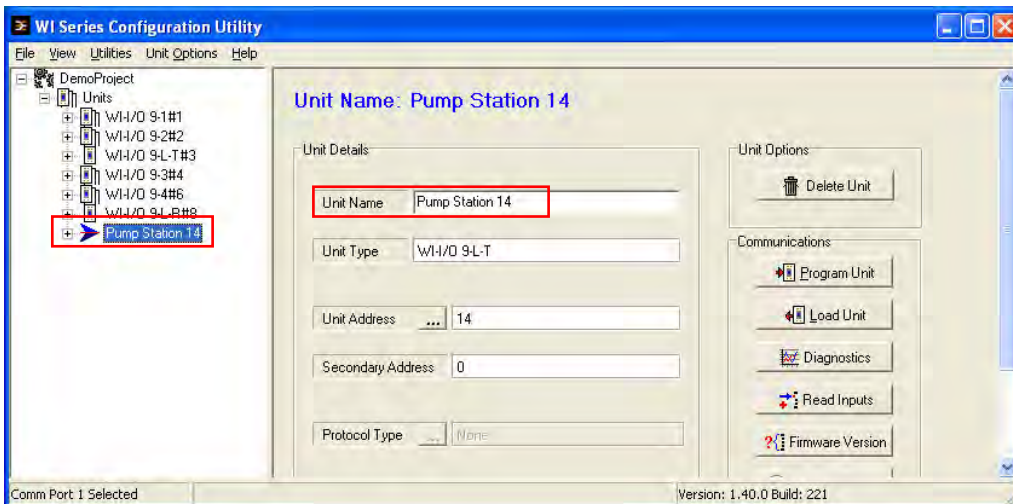 WI Series Configuration Utility
File View Utilities Unit Options Help
DemoProject
Units
WI-I/O 9-1#1
WI-I/O 9-2#2
WI-I/O 9-L-T#3
WI-I/O 9-3#4
WI-I/O 9-4#6
WI-I/O 9-L-R#8
Pump Station 14
Unit Name: Pump Station 14
Unit Details
Unit Name Pump Station 14
Unit Type WI-I/O 9-L-T
Unit Address ... 14
Secondary Address 0
Protocol Type ... None
Unit Options
Delete Unit
Communications
Program Unit
Load Unit
Diagnostics
Read Inputs
Firmware Version
Comm Port 1 Selected
Version: 1.40.0 Build: 221